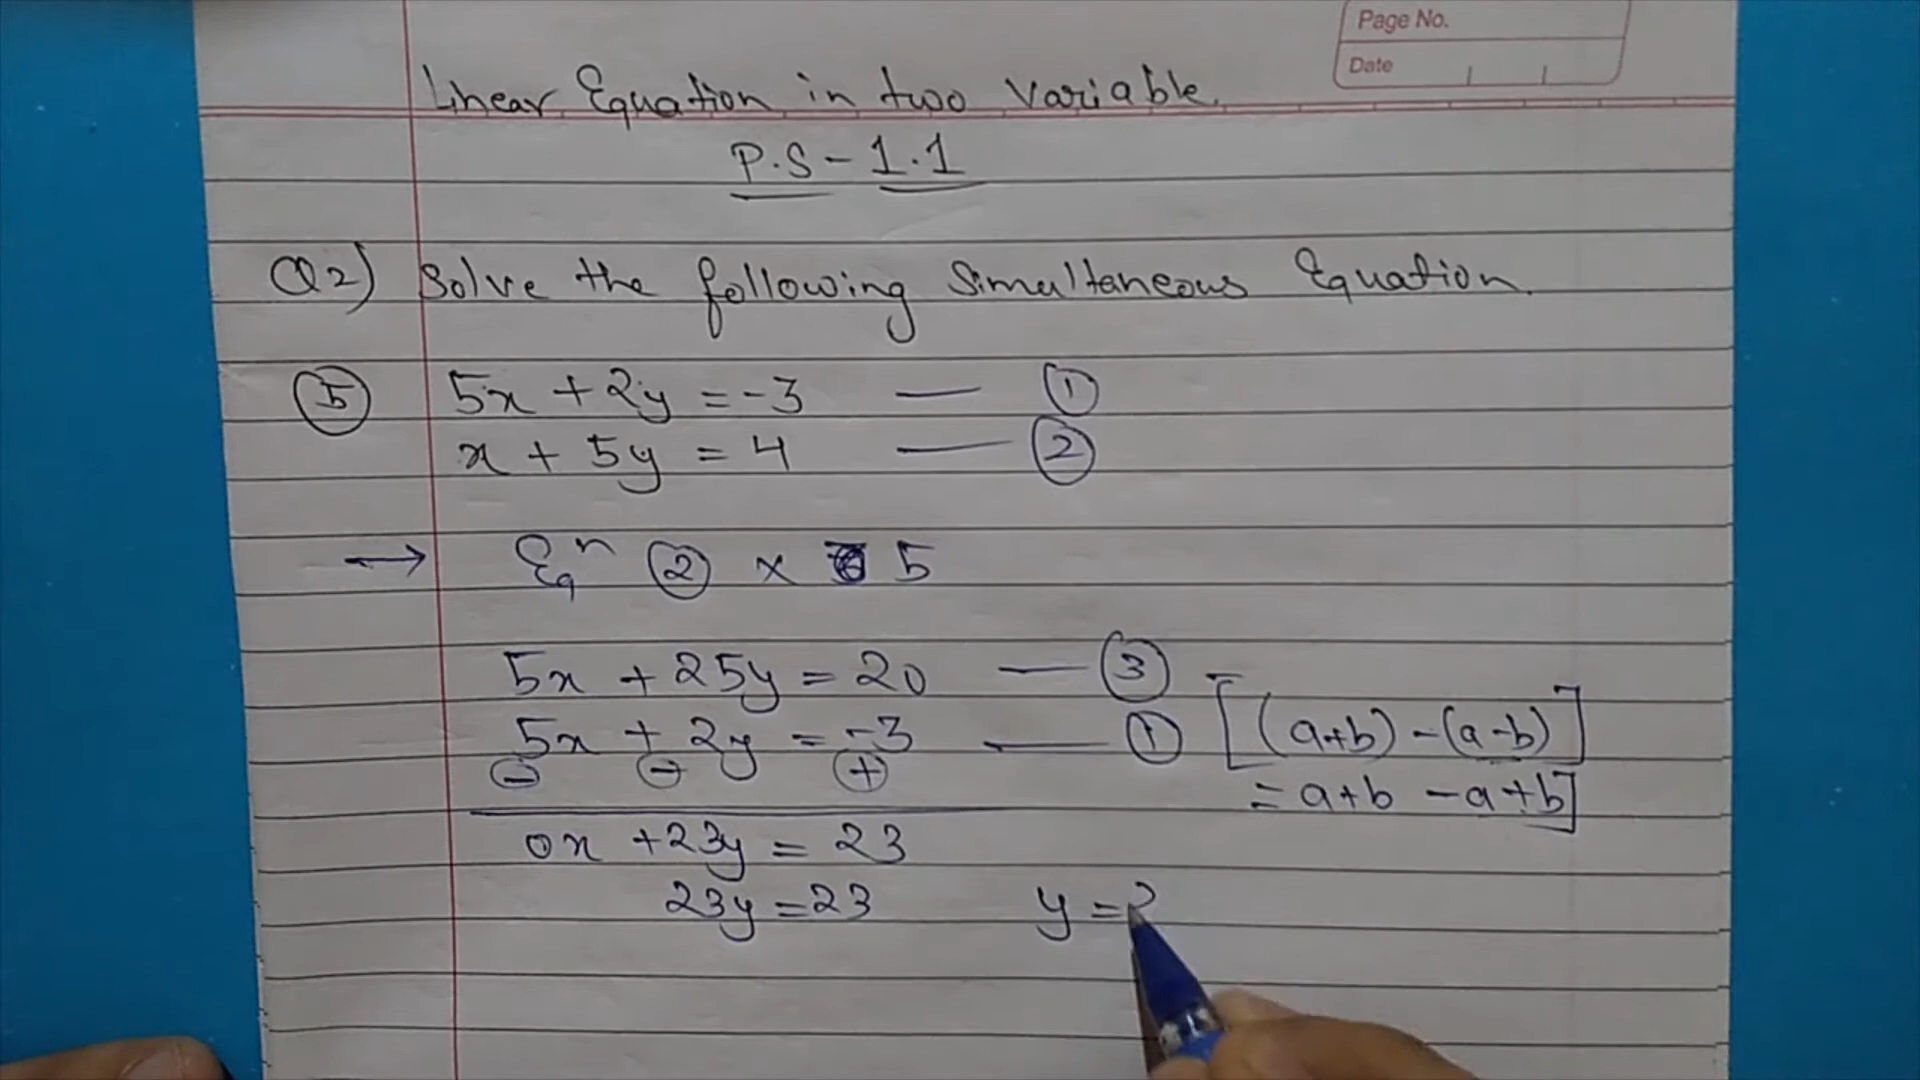 Page No.
Date
Linear Equation in two variable.
P.S - 1.1
Q2) Solve the following Simultaneous Equation.
(5) 5x + 2y = -3 — (1)
x + 5y = 4 — (2)
→ Eqⁿ (2) × 5
5x + 25y = 20 — (3)
5x + 2y = -3 — (1)
(-) (-) (+)
[(a+b) - (a-b)]
= a+b - a+b]
0x + 23y = 23
23y = 23 y = 2